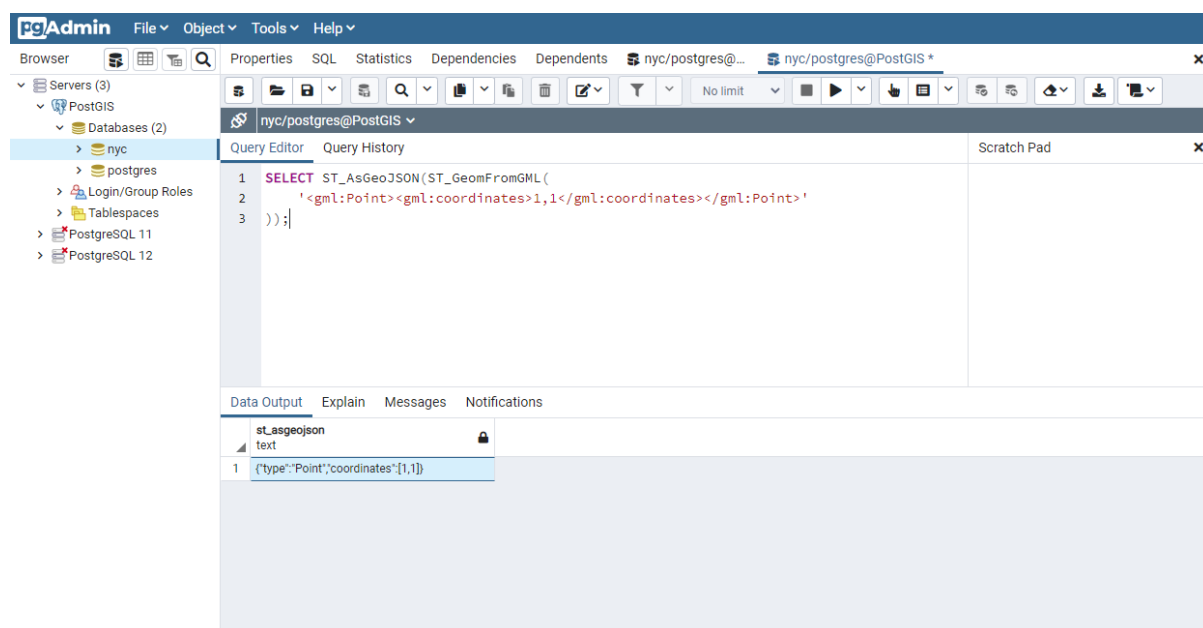 pgAdmin File Object Tools Help
Browser Properties SQL Statistics Dependencies Dependents nyc/postgres@... nyc/postgres@PostGIS *
Servers (3)
No limit
PostGIS
Databases (2)
nyc/postgres@PostGIS
nyc
Query Editor Query History Scratch Pad
postgres
1 SELECT ST_AsGeoJSON(ST_GeomFromGML(
Login/Group Roles
2 '<gml:Point><gml:coordinates>1,1</gml:coordinates></gml:Point>'
Tablespaces
3 ));
PostgreSQL 11
PostgreSQL 12
Data Output Explain Messages Notifications
st_asgeojson
text
1 {"type":"Point","coordinates":[1,1]}